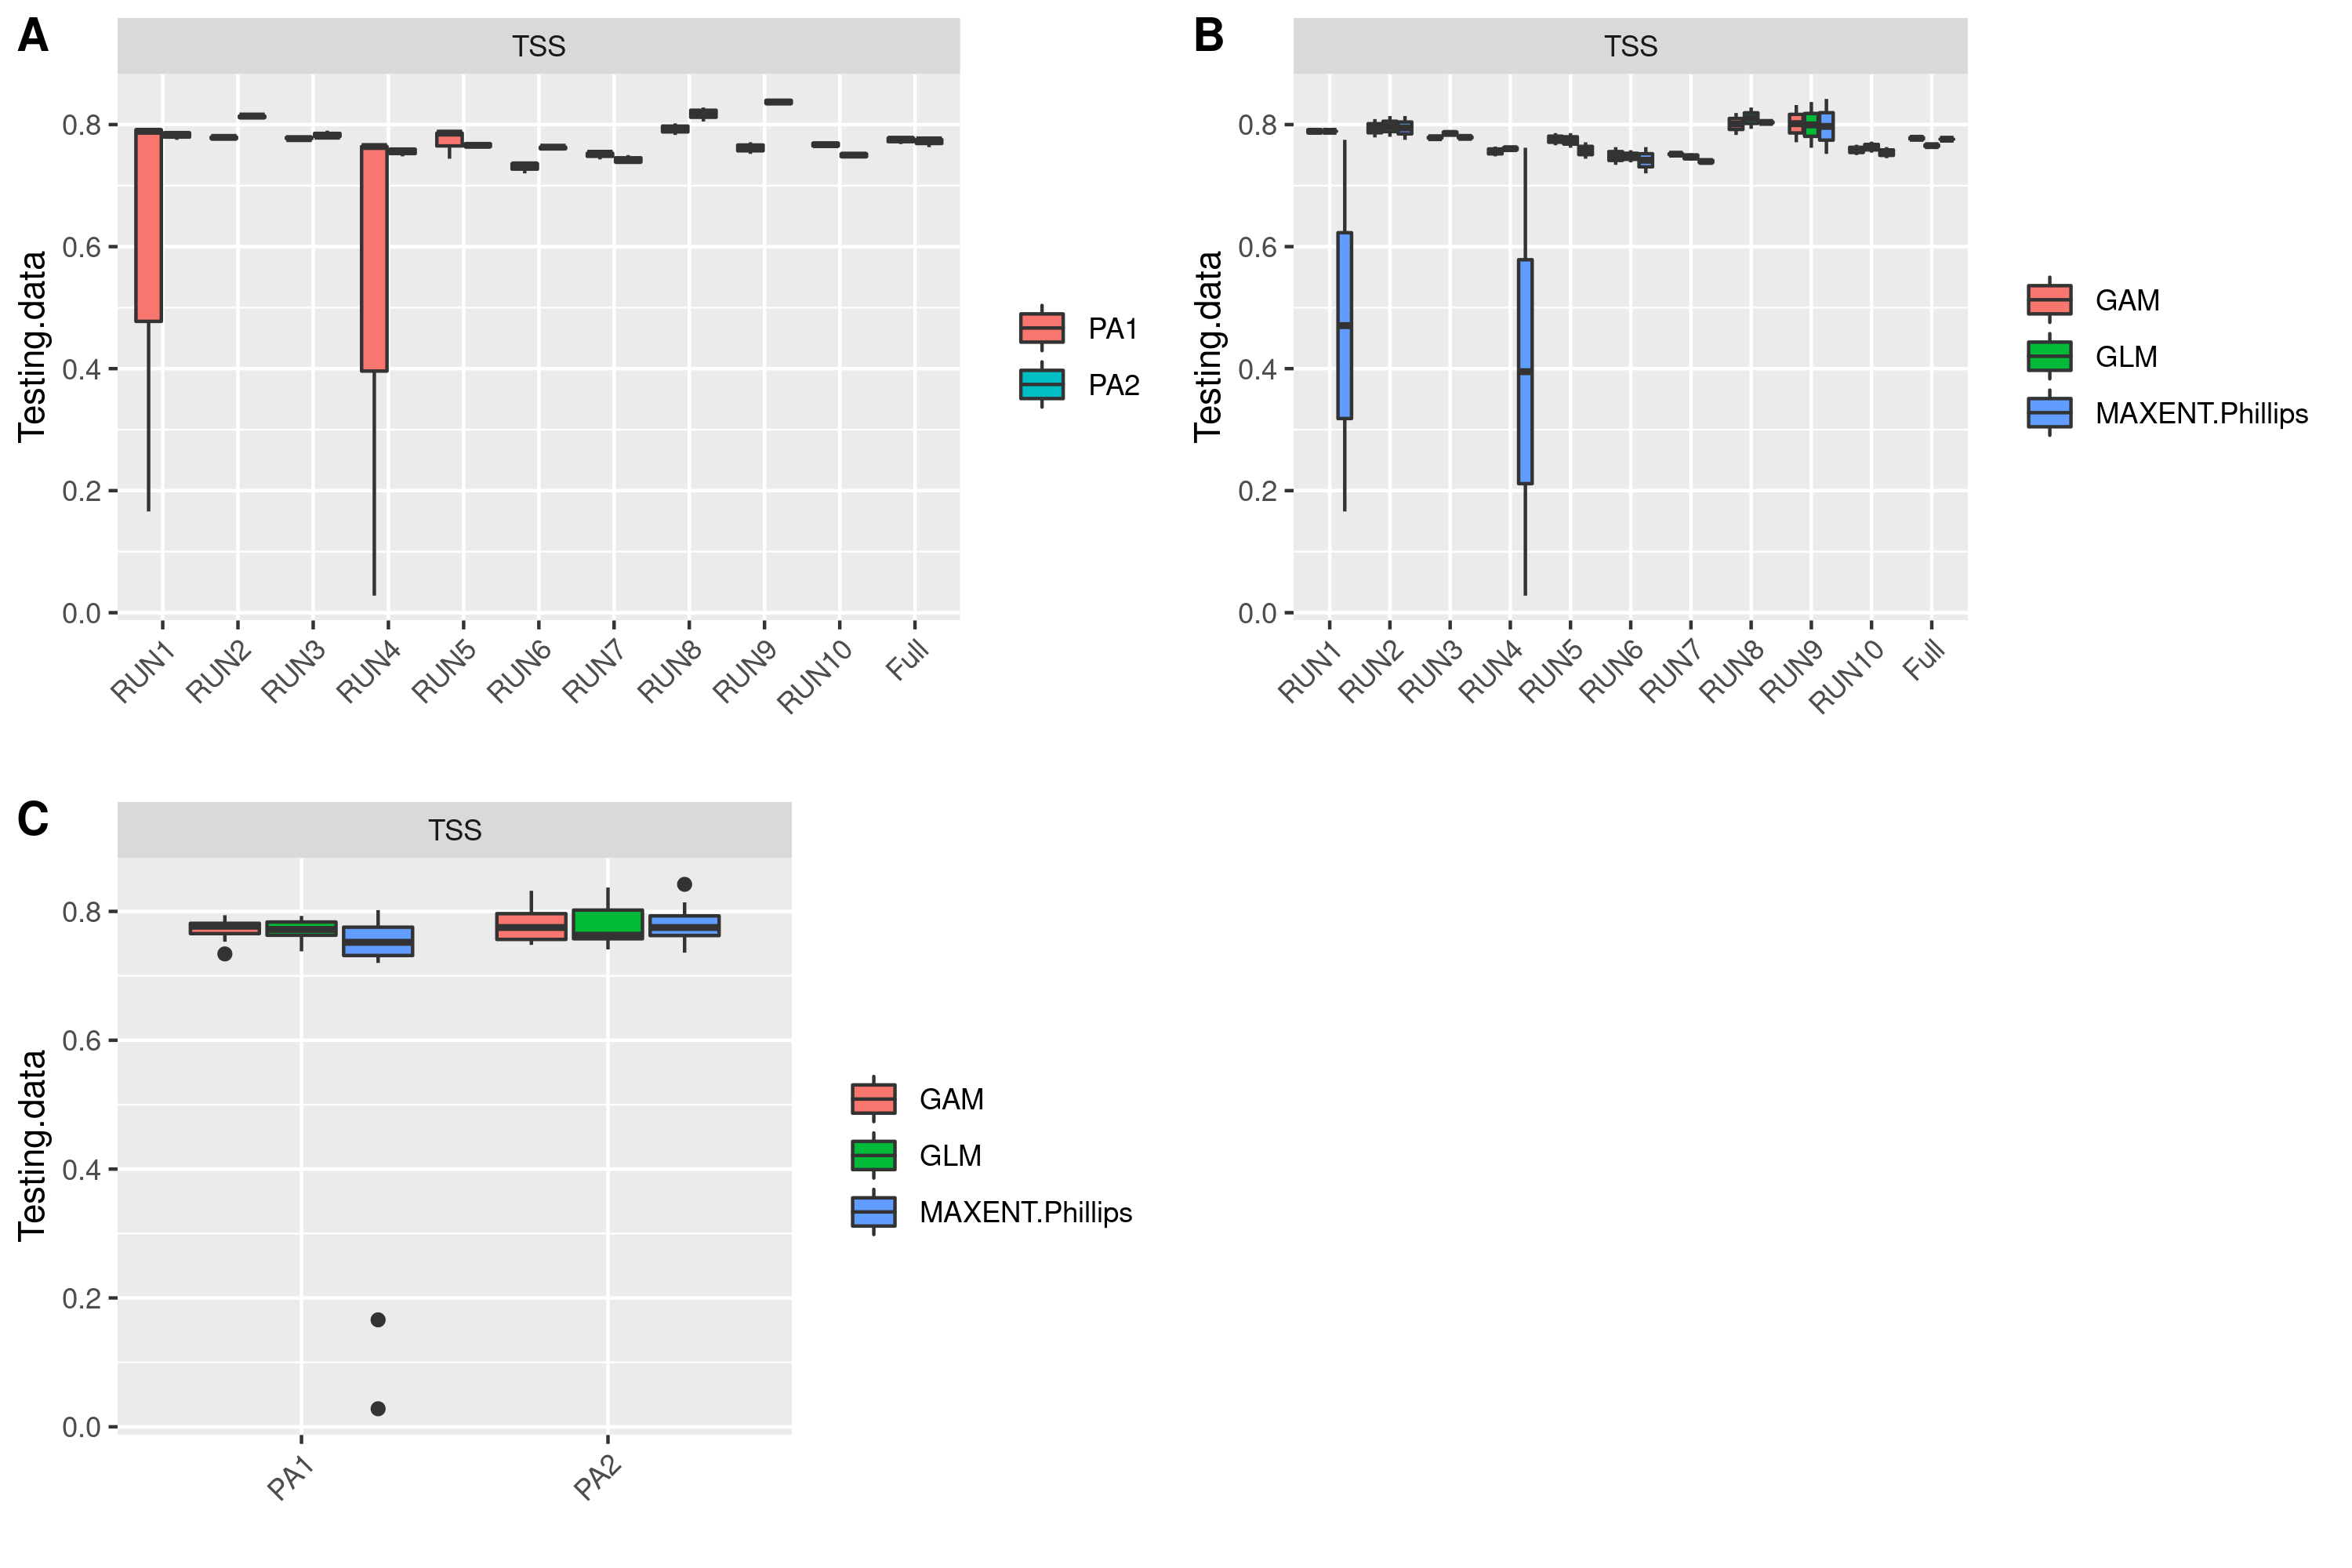 A
TSS
Testing.data
0.8
0.6
0.4
0.2
0.0
RUN1
RUN2
RUN3
RUN4
RUN5
RUN6
RUN7
RUN8
RUN9
RUN10
Full
PA1
PA2
B
TSS
Testing.data
0.8
0.6
0.4
0.2
0.0
RUN1
RUN2
RUN3
RUN4
RUN5
RUN6
RUN7
RUN8
RUN9
RUN10
Full
GAM
GLM
MAXENT.Phillips
C
TSS
Testing.data
0.8
0.6
0.4
0.2
0.0
PA1
PA2
GAM
GLM
MAXENT.Phillips